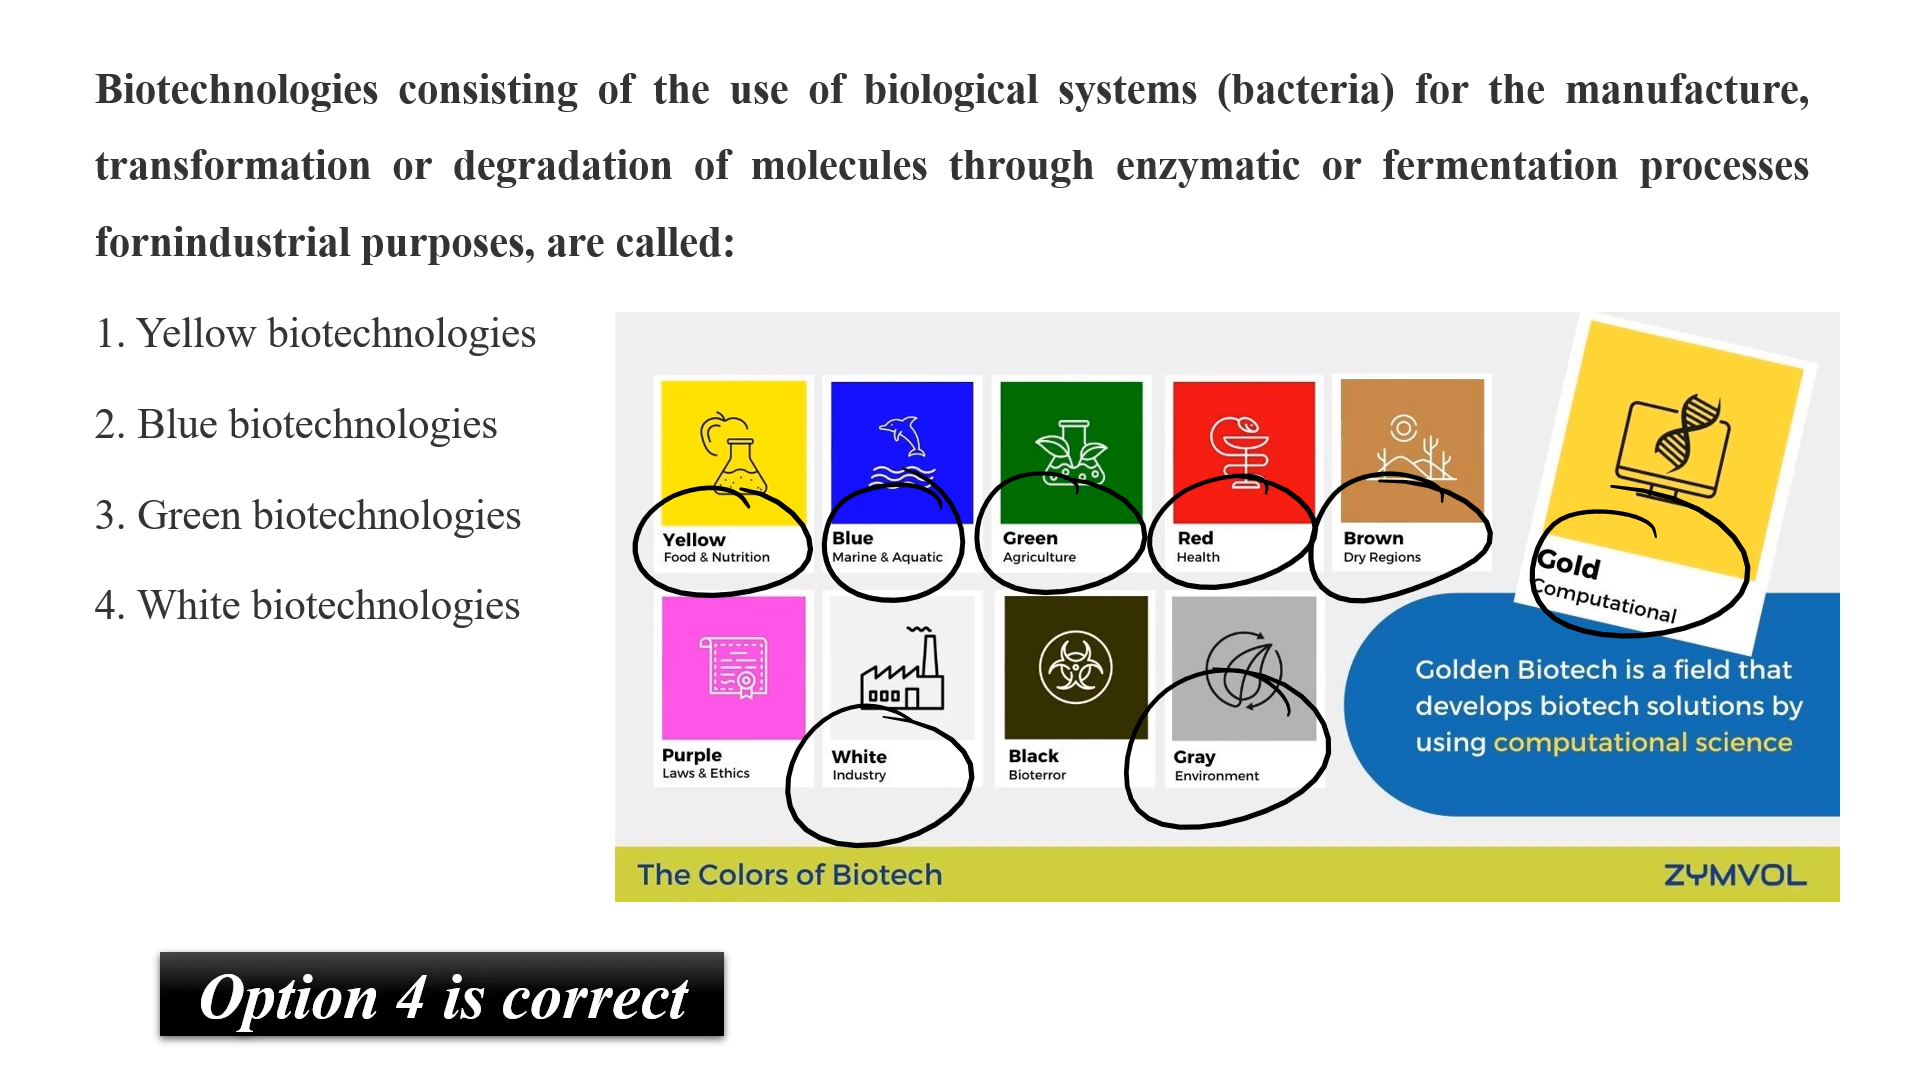 Biotechnologies consisting of the use of biological systems (bacteria) for the manufacture,
transformation or degradation of molecules through enzymatic or fermentation processes
fornindustrial purposes, are called:
1. Yellow biotechnologies
2. Blue biotechnologies
3. Green biotechnologies
4. White biotechnologies
Yellow
Food & Nutrition
Blue
Marine & Aquatic
Green
Agriculture
Red
Health
Brown
Dry Regions
Gold
Computational
Purple
Laws & Ethics
White
Industry
Black
Bioterror
Gray
Environment
Golden Biotech is a field that
develops biotech solutions by
using computational science
The Colors of Biotech
ZYMVOL
Option 4 is correct